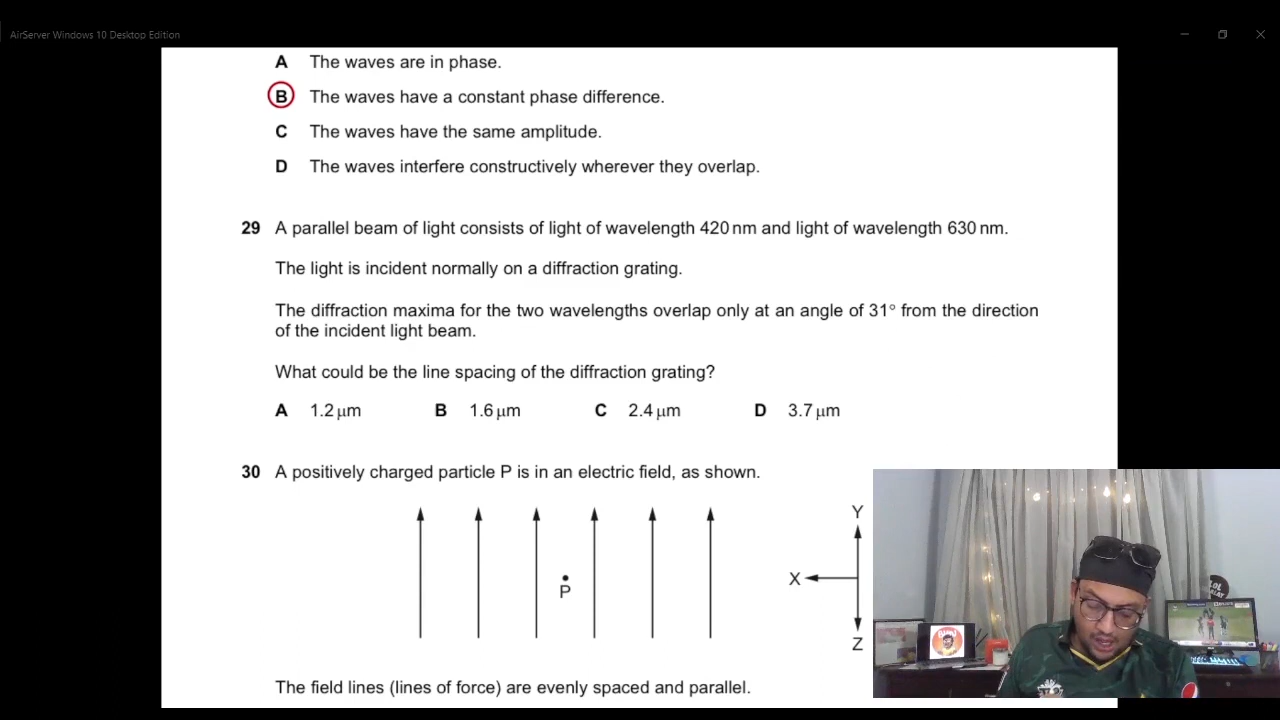 AirServer Windows 10 Desktop Edition
A The waves are in phase.
B The waves have a constant phase difference.
C The waves have the same amplitude.
D The waves interfere constructively wherever they overlap.
29 A parallel beam of light consists of light of wavelength 420 nm and light of wavelength 630 nm.
The light is incident normally on a diffraction grating.
The diffraction maxima for the two wavelengths overlap only at an angle of 31° from the direction
of the incident light beam.
What could be the line spacing of the diffraction grating?
A 1.2 μm B 1.6 μm C 2.4 μm D 3.7 μm
30 A positively charged particle P is in an electric field, as shown.
Y
X
P
Z
The field lines (lines of force) are evenly spaced and parallel.